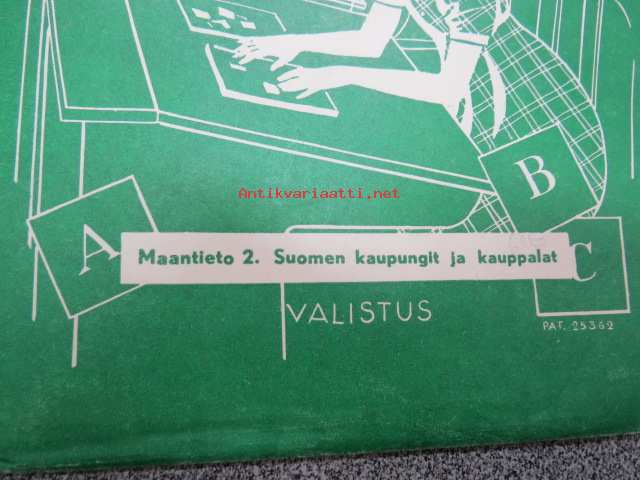 Antikvariaatti.net
B
A
Maantieto 2. Suomen kaupungit ja kauppalat
C
VALISTUS
PAT. 25362